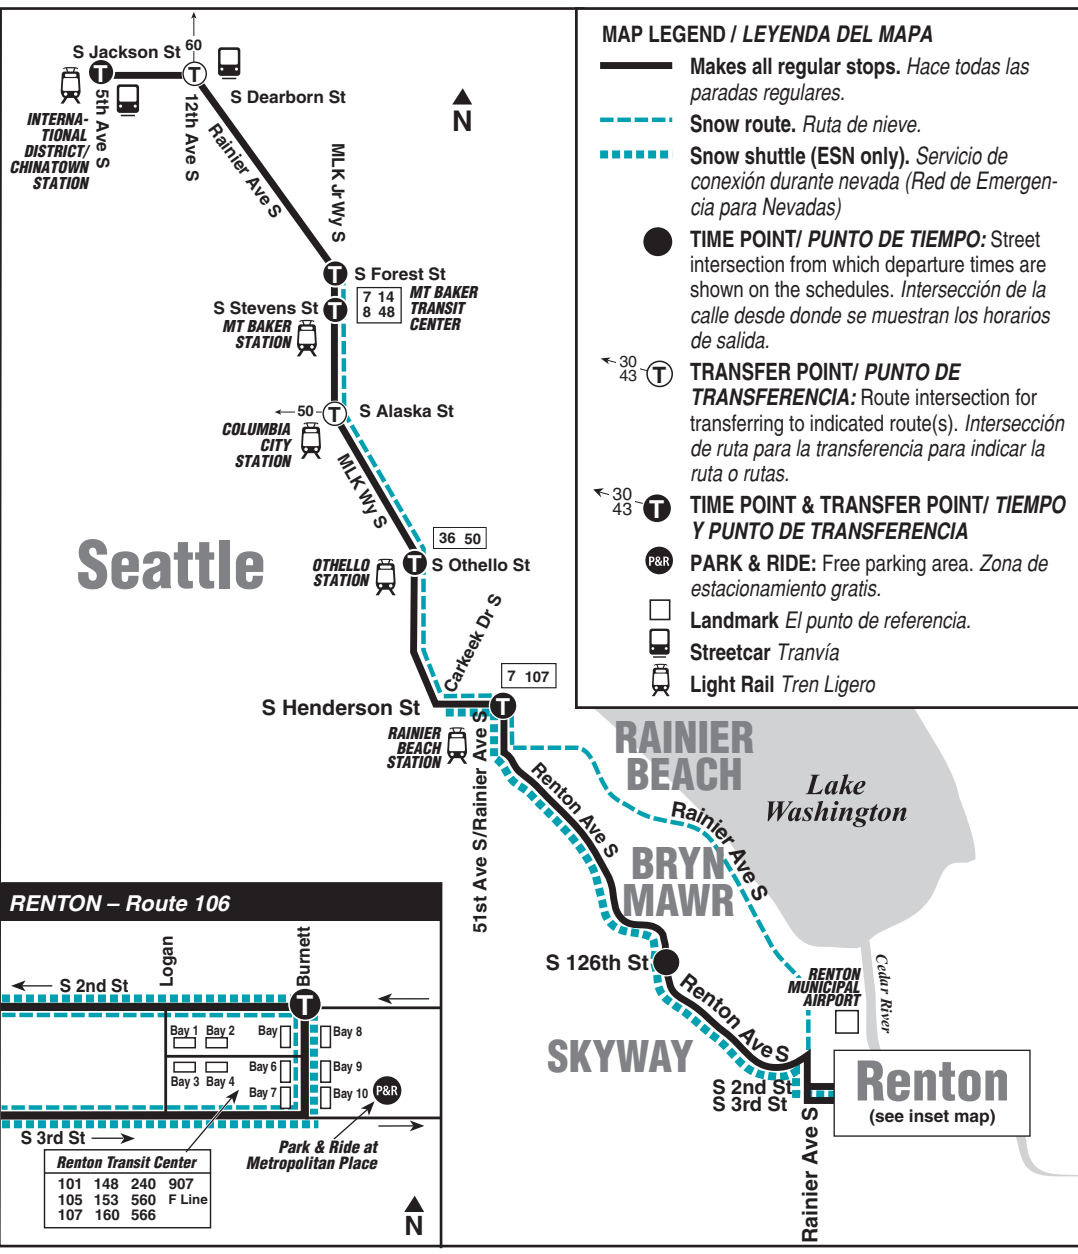 MAP LEGEND / LEYENDA DEL MAPA
Makes all regular stops. Hace todas las
paradas regulares.
Snow route. Ruta de nieve.
Snow shuttle (ESN only). Servicio de
conexión durante nevada (Red de Emergen-
cia para Nevadas)
TIME POINT/ PUNTO DE TIEMPO: Street
intersection from which departure times are
shown on the schedules. Intersección de la
calle desde donde se muestran los horarios
de salida.
30
43
T
TRANSFER POINT/ PUNTO DE
TRANSFERENCIA: Route intersection for
transferring to indicated route(s). Intersección
de ruta para la transferencia para indicar la
ruta o rutas.
30
43
T
TIME POINT & TRANSFER POINT/ TIEMPO
Y PUNTO DE TRANSFERENCIA
P&R
PARK & RIDE: Free parking area. Zona de
estacionamiento gratis.
Landmark El punto de referencia.
Streetcar Tranvía
Light Rail Tren Ligero
S Jackson St
60
T
T
S Dearborn St
INTERNA-
TIONAL
DISTRICT/
CHINATOWN
STATION
5th Ave S
12th Ave S
Rainier Ave S
MLK Jr Wy S
N
T
S Forest St
S Stevens St
T
7 14
8 48
MT BAKER
TRANSIT
CENTER
MT BAKER
STATION
50
T
S Alaska St
COLUMBIA
CITY
STATION
MLK Wy S
Seattle
36 50
T
S Othello St
OTHELLO
STATION
Carkeek Dr S
7 107
S Henderson St
T
RAINIER
BEACH
STATION
51st Ave S/Rainier Ave S
RAINIER
BEACH
Lake
Washington
Renton Ave S
Rainier Ave S
BRYN
MAWR
S 126th St
Renton Ave S
SKYWAY
RENTON
MUNICIPAL
AIRPORT
Cedar River
S 2nd St
S 3rd St
Renton
(see inset map)
Rainier Ave S
RENTON – Route 106
Logan
Burnett
S 2nd St
T
Bay 1
Bay 2
Bay
Bay 8
Bay 3
Bay 4
Bay 6
Bay 9
Bay 7
Bay 10
P&R
S 3rd St
Park & Ride at
Metropolitan Place
Renton Transit Center
101 148 240 907
105 153 560 F Line
107 160 566
N